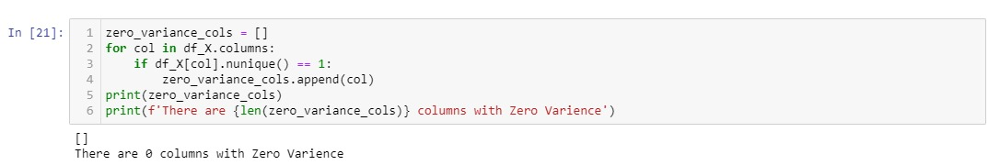 In [21]: 1 zero_variance_cols = []
2 for col in df_X.columns:
3     if df_X[col].nunique() == 1:
4         zero_variance_cols.append(col)
5 print(zero_variance_cols)
6 print(f'There are {len(zero_variance_cols)} columns with Zero Varience')
[]
There are 0 columns with Zero Varience